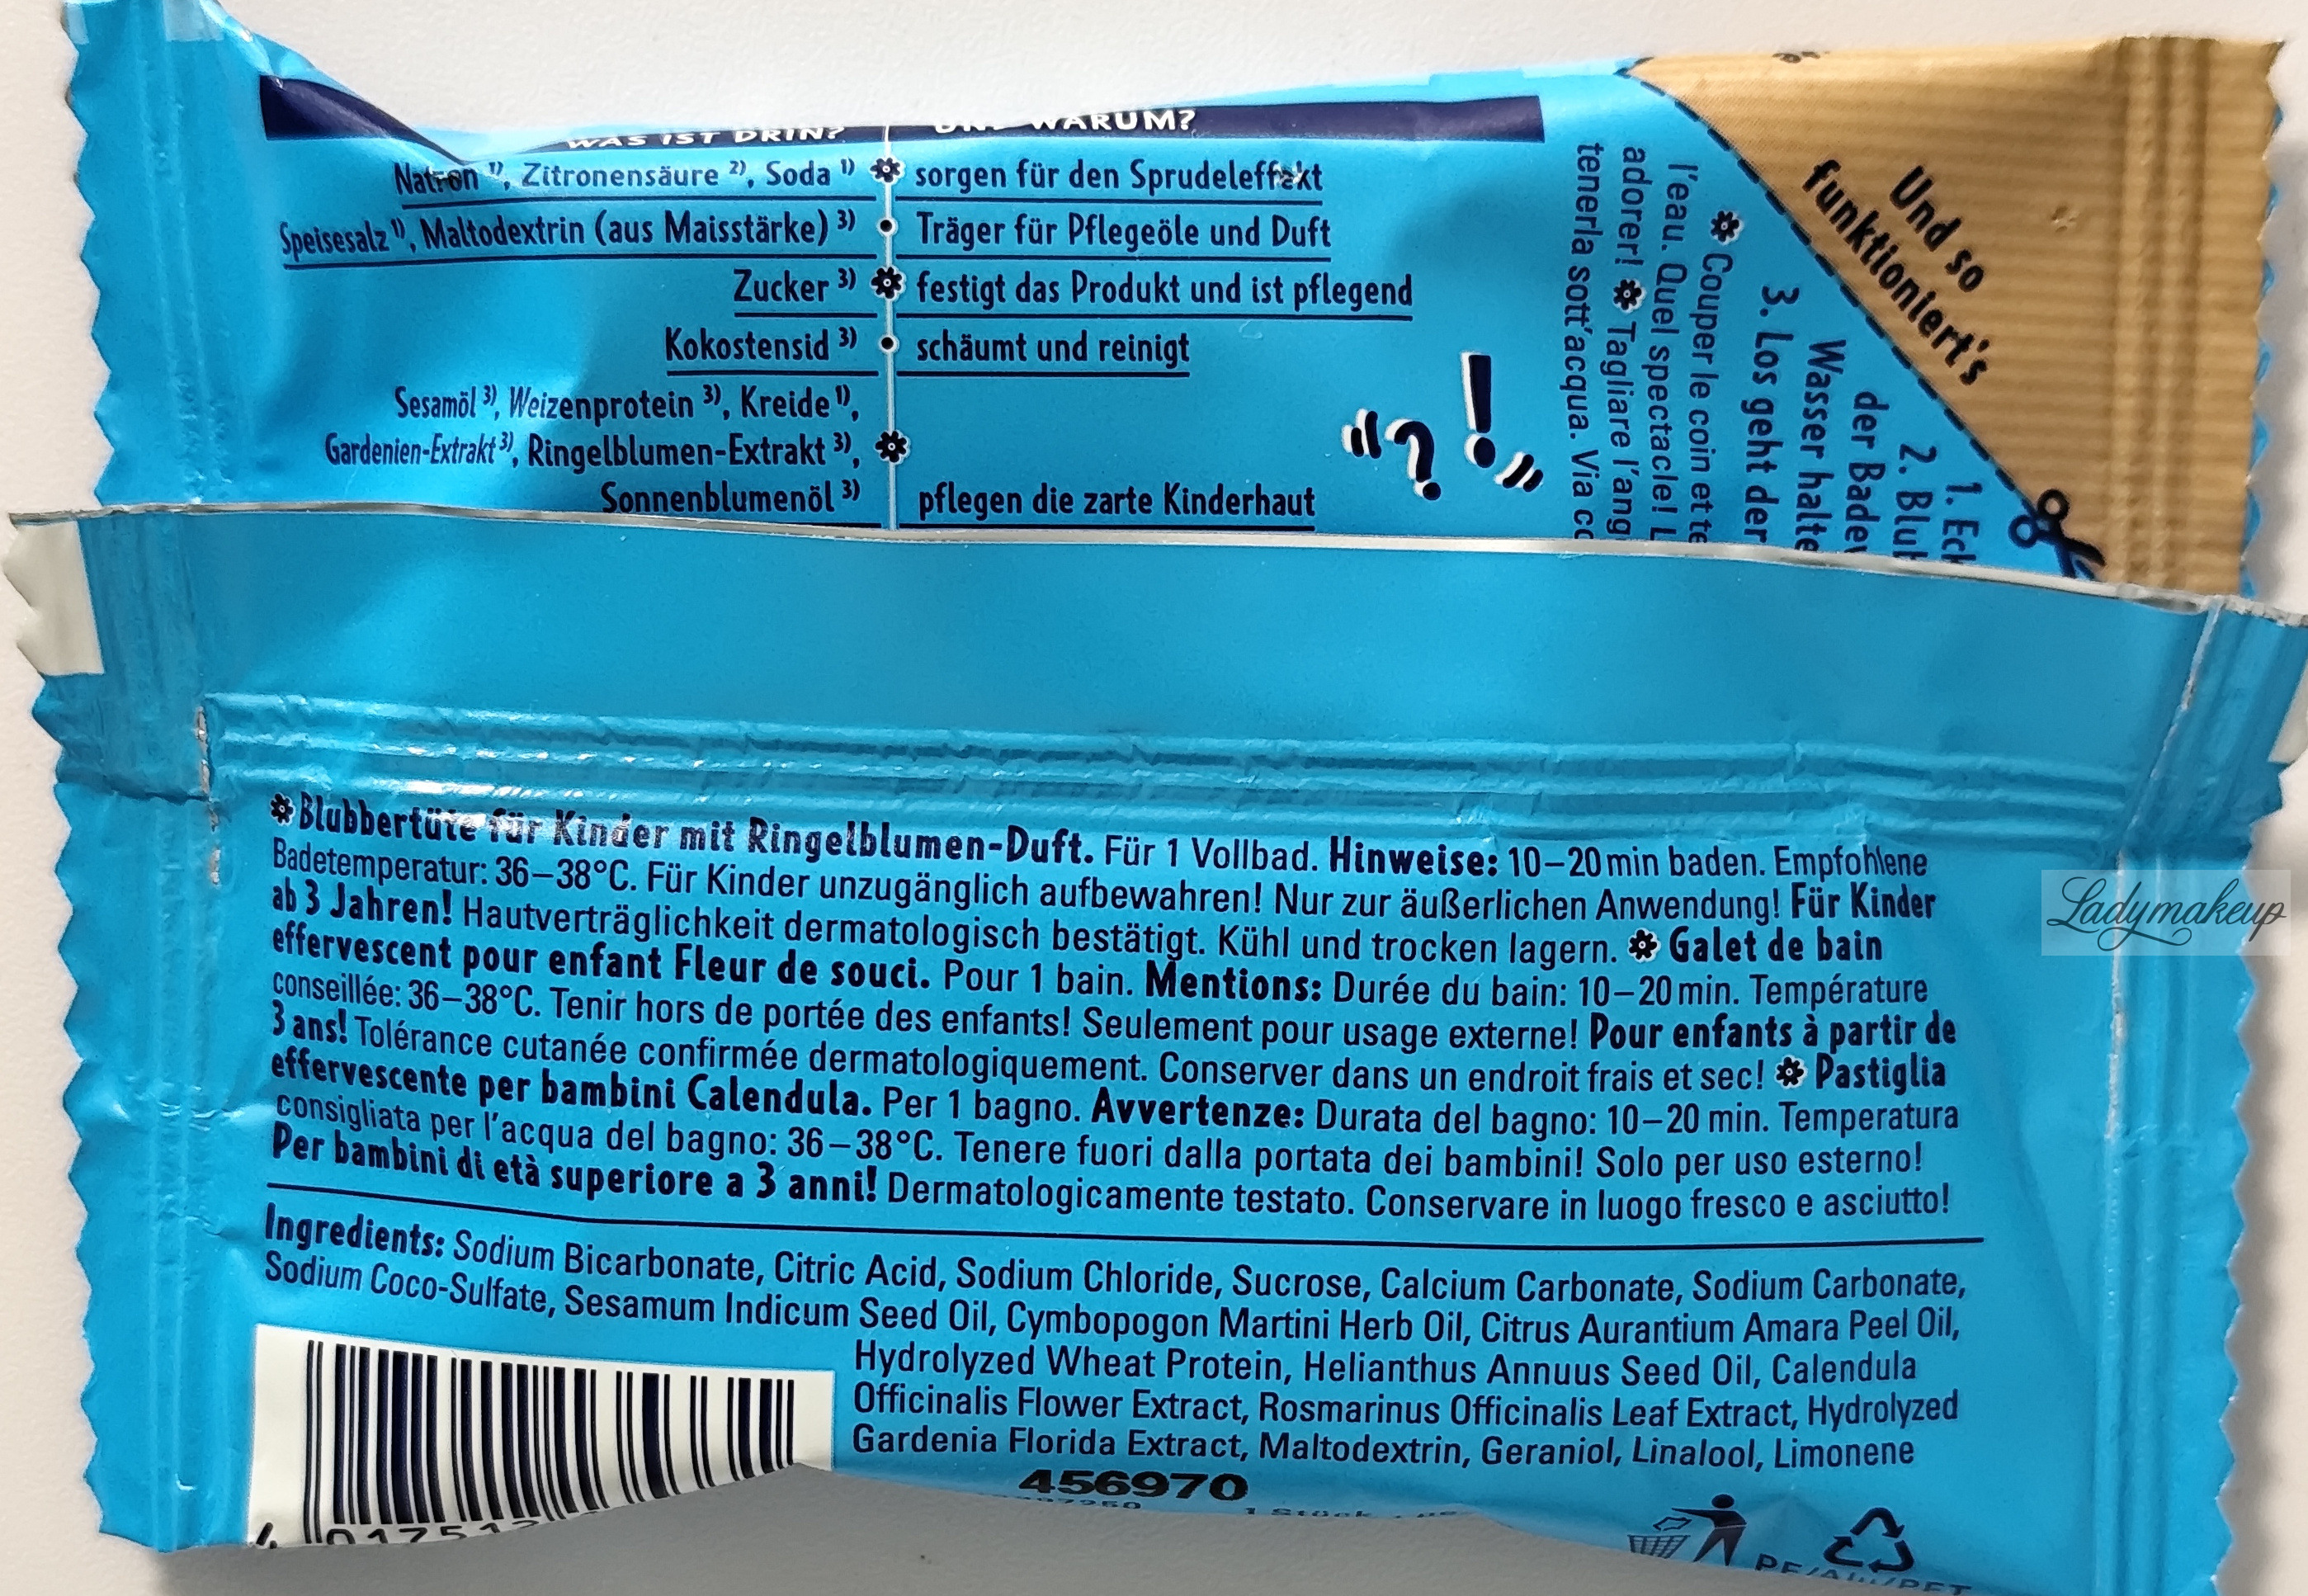 WAS IST DRIN?
WARUM?
Natron ¹⁾, Zitronensäure ²⁾, Soda ¹⁾
sorgen für den Sprudeleffekt
Speisesalz ¹⁾, Maltodextrin (aus Maisstärke) ³⁾
Träger für Pflegeöle und Duft
Zucker ³⁾
festigt das Produkt und ist pflegend
Kokostensid ³⁾
schäumt und reinigt
Sesamöl ³⁾, Weizenprotein ³⁾, Kreide ¹⁾,
Gardenien-Extrakt ³⁾, Ringelblumen-Extrakt ³⁾,
Sonnenblumenöl ³⁾
pflegen die zarte Kinderhaut
?!
Und so
funktioniert's
1.
2.
der
Wasser
3. Los geht der
Couper le coin et
l'eau. Quel spectacle!
adorer! Tagliare
tenerla sott'acqua. Via
Blubbertüte für Kinder mit Ringelblumen-Duft. Für 1 Vollbad. Hinweise: 10–20 min baden. Empfohlene
Badetemperatur: 36–38°C. Für Kinder unzugänglich aufbewahren! Nur zur äußerlichen Anwendung! Für Kinder
ab 3 Jahren! Hautverträglichkeit dermatologisch bestätigt. Kühl und trocken lagern. Galet de bain
effervescent pour enfant Fleur de souci. Pour 1 bain. Mentions: Durée du bain: 10–20 min. Température
conseillée: 36–38°C. Tenir hors de portée des enfants! Seulement pour usage externe! Pour enfants à partir de
3 ans! Tolérance cutanée confirmée dermatologiquement. Conserver dans un endroit frais et sec! Pastiglia
effervescente per bambini Calendula. Per 1 bagno. Avvertenze: Durata del bagno: 10–20 min. Temperatura
consigliata per l'acqua del bagno: 36–38°C. Tenere fuori dalla portata dei bambini! Solo per uso esterno!
Per bambini di età superiore a 3 anni! Dermatologicamente testato. Conservare in luogo fresco e asciutto!
Ladymakeup
Ingredients: Sodium Bicarbonate, Citric Acid, Sodium Chloride, Sucrose, Calcium Carbonate, Sodium Carbonate,
Sodium Coco-Sulfate, Sesamum Indicum Seed Oil, Cymbopogon Martini Herb Oil, Citrus Aurantium Amara Peel Oil,
Hydrolyzed Wheat Protein, Helianthus Annuus Seed Oil, Calendula
Officinalis Flower Extract, Rosmarinus Officinalis Leaf Extract, Hydrolyzed
Gardenia Florida Extract, Maltodextrin, Geraniol, Linalool, Limonene
456970
1 Stück
PE/Alu/PET